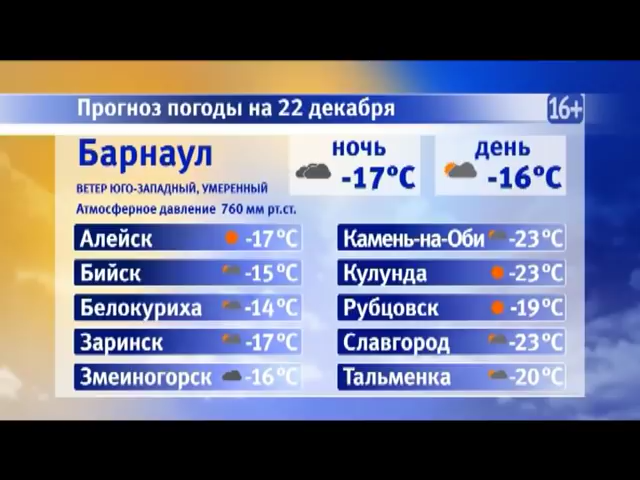 Прогноз погоды на 22 декабря
16+
Барнаул
ночь
-17°C
день
-16°C
ВЕТЕР ЮГО-ЗАПАДНЫЙ, УМЕРЕННЫЙ
Атмосферное давление 760 мм рт.ст.
Алейск -17°C
Бийск -15°C
Белокуриха -14°C
Заринск -17°C
Змеиногорск -16°C
Камень-на-Оби -23°C
Кулунда -23°C
Рубцовск -19°C
Славгород -23°C
Тальменка -20°C